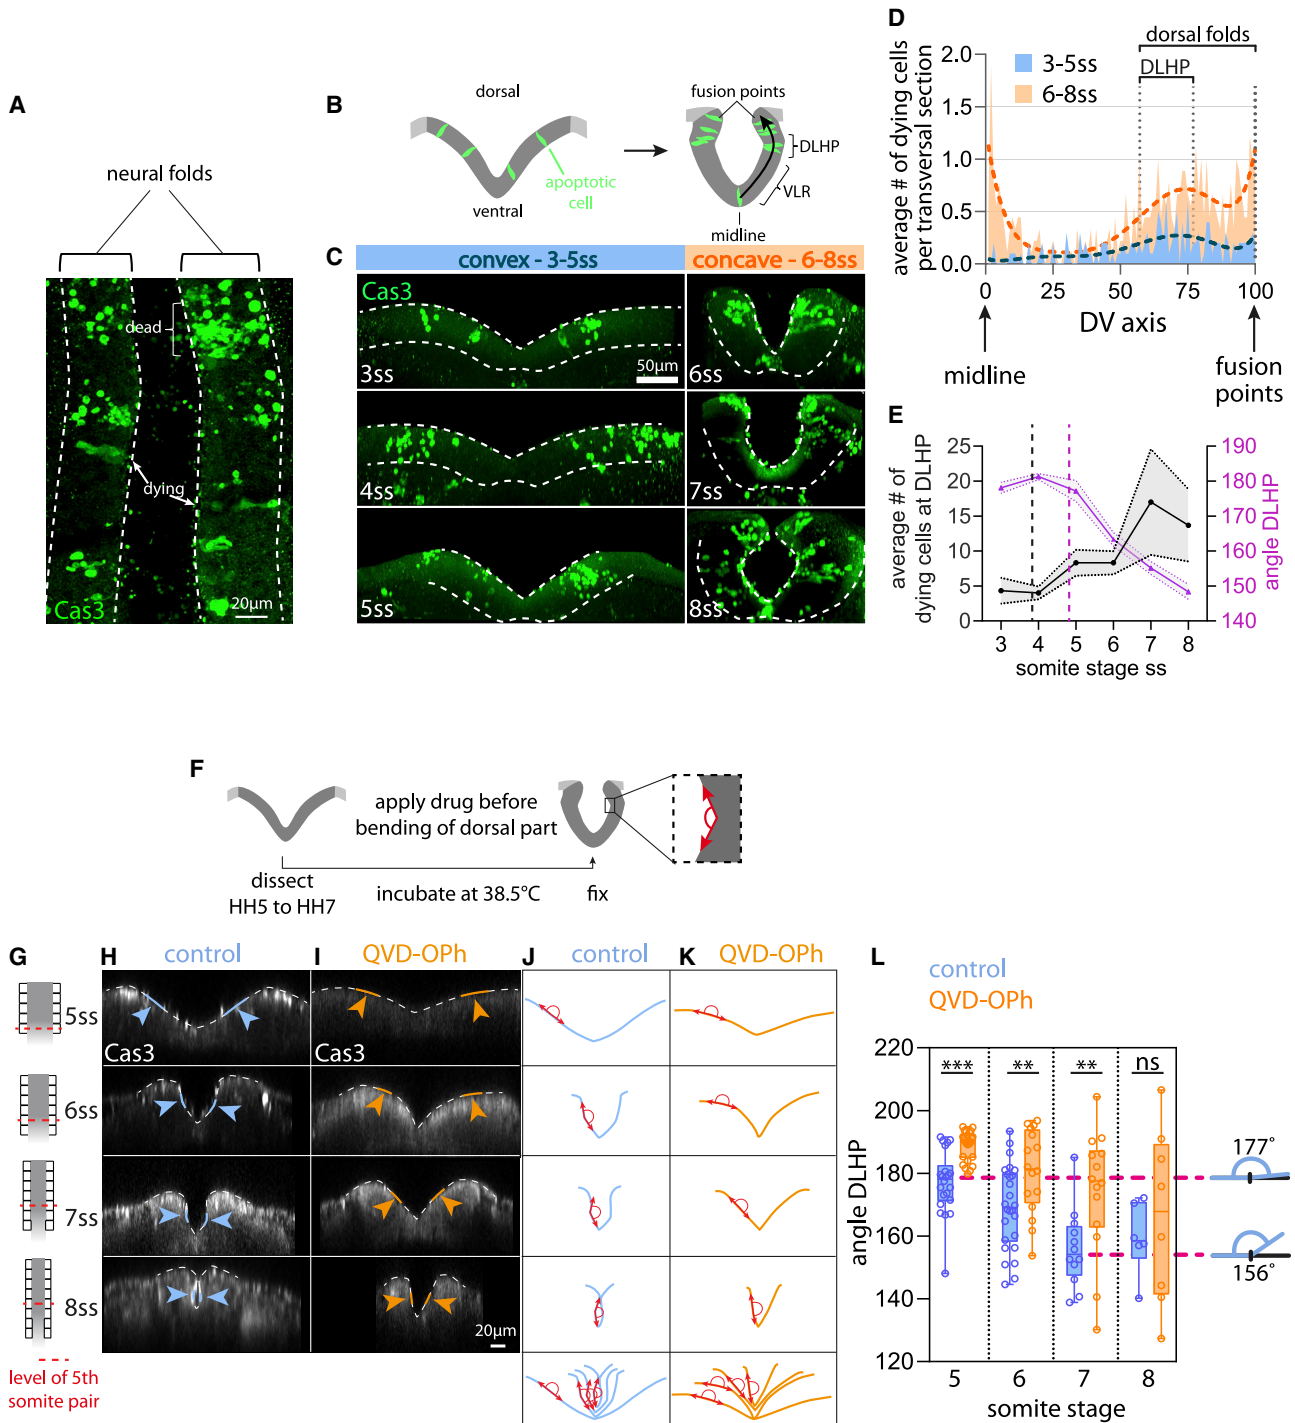 A
neural folds
dead
dying
Cas3
20µm
B
dorsal
ventral
apoptotic
cell
fusion points
DLHP
VLR
midline
C
convex - 3-5ss
concave - 6-8ss
Cas3
3ss
50µm
6ss
4ss
7ss
5ss
8ss
D
dorsal folds
DLHP
3-5ss
6-8ss
average # of dying cells
per transversal section
2.0
1.5
1.0
0.5
0.0
0
25
50
75
100
DV axis
midline
fusion
points
E
average # of
dying cells at DLHP
25
20
15
10
5
0
190
180
170
160
150
140
angle DLHP
3
4
5
6
7
8
somite stage ss
F
apply drug before
bending of dorsal part
dissect
HH5 to HH7
incubate at 38.5°C
fix
G
5ss
6ss
7ss
8ss
level of 5th
somite pair
H
control
Cas3
I
QVD-OPh
Cas3
20µm
J
control
K
QVD-OPh
L
control
QVD-OPh
angle DLHP
220
200
180
160
140
120
***
**
**
ns
177°
156°
5
6
7
8
somite stage